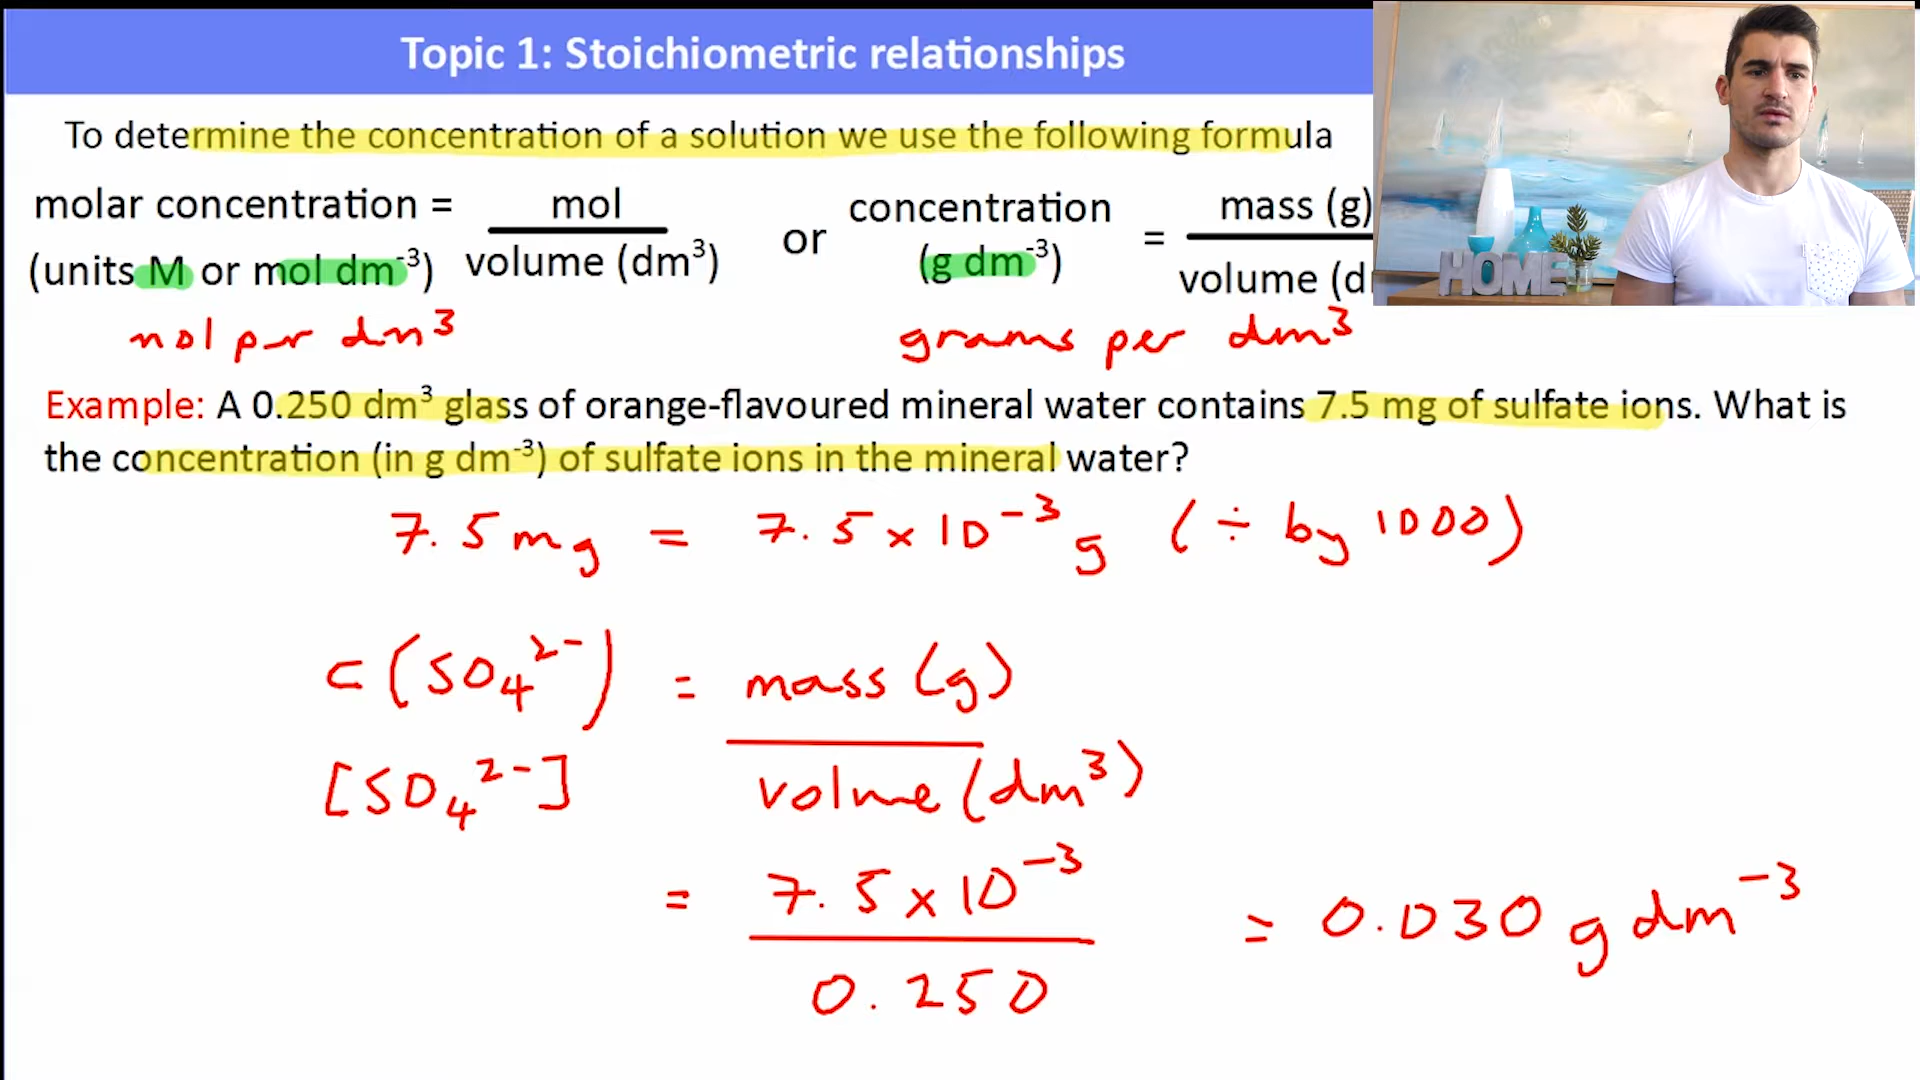 Topic 1: Stoichiometric relationships
To determine the concentration of a solution we use the following formula
molar concentration = mol
(units M or mol dm⁻³) volume (dm³)
or
concentration = mass (g)
(g dm⁻³) volume (d
mol per dm³
grams per dm³
HOME
Example: A 0.250 dm³ glass of orange-flavoured mineral water contains 7.5 mg of sulfate ions. What is
the concentration (in g dm⁻³) of sulfate ions in the mineral water?
7.5 mg = 7.5 x 10⁻³ g (÷ by 1000)
c(SO₄²⁻) = mass (g)
[SO₄²⁻] volume (dm³)
= 7.5 x 10⁻³ = 0.030 g dm⁻³
0.250